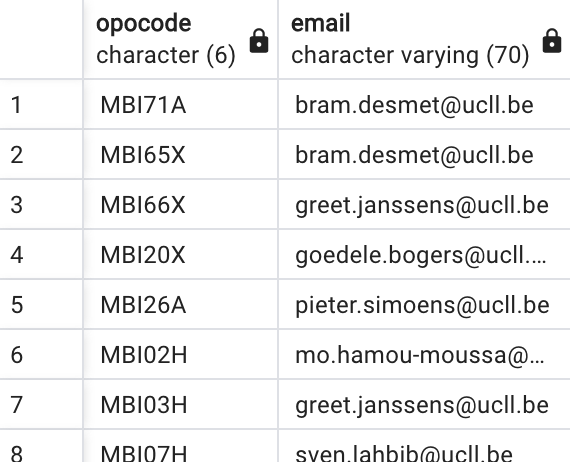 opocode email
character (6) character varying (70)
1 MBI71A bram.desmet@ucll.be
2 MBI65X bram.desmet@ucll.be
3 MBI66X greet.janssens@ucll.be
4 MBI20X goedele.bogers@ucll....
5 MBI26A pieter.simoens@ucll.be
6 MBI02H mo.hamou-moussa@...
7 MBI03H greet.janssens@ucll.be
8 MBI07H sven.lahbib@ucll.be